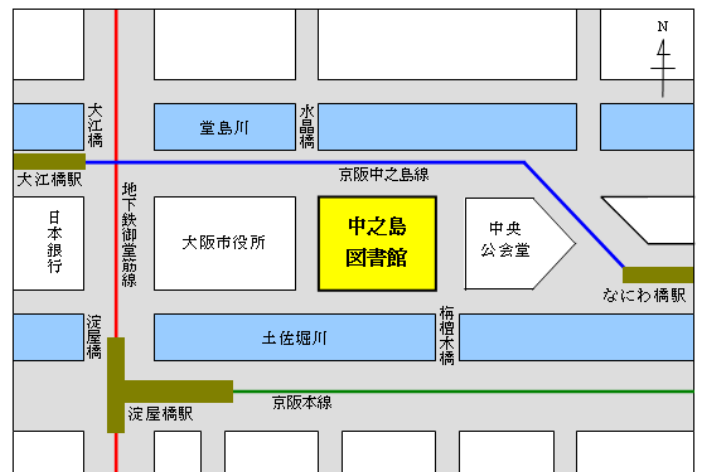 N
大江橋
堂島川
水晶橋
大江橋駅
京阪中之島線
地下鉄御堂筋線
日本銀行
大阪市役所
中之島
図書館
中央
公会堂
なにわ橋駅
淀屋橋
土佐堀川
栴檀木橋
淀屋橋駅
京阪本線